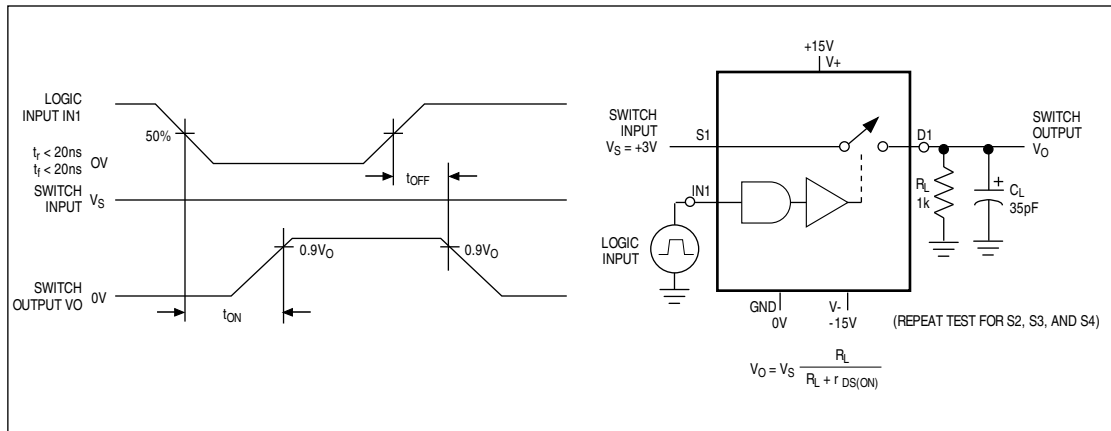 LOGIC
INPUT IN1
50%
tr < 20ns
tf < 20ns
OV
tOFF
SWITCH
INPUT
VS
0.9VO
0.9VO
SWITCH
OUTPUT VO
0V
tON
+15V
V+
SWITCH
INPUT
VS = +3V
S1
D1
SWITCH
OUTPUT
VO
IN1
RL
1k
+
CL
35pF
LOGIC
INPUT
GND
0V
V-
-15V
(REPEAT TEST FOR S2, S3, AND S4)
VO = VS RL
RL + r DS(ON)